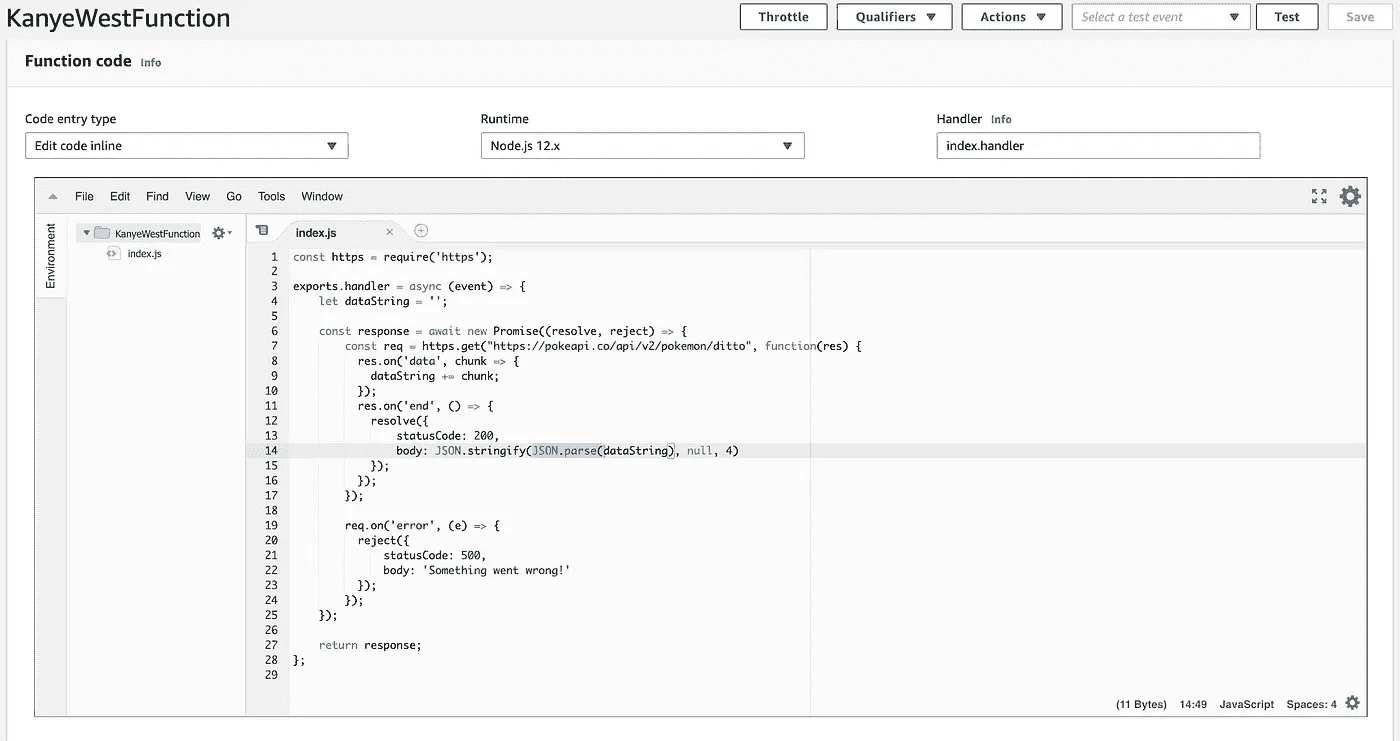 KanyeWestFunction
Throttle Qualifiers Actions Select a test event Test Save
Function code Info
Code entry type Runtime Handler Info
Edit code inline Node.js 12.x index.handler
File Edit Find View Go Tools Window
Environment
KanyeWestFunction
index.js
index.js
1 const https = require('https');
2
3 exports.handler = async (event) => {
4     let dataString = '';
5
6     const response = await new Promise((resolve, reject) => {
7         const req = https.get("https://pokeapi.co/api/v2/pokemon/ditto", function(res) {
8           res.on('data', chunk => {
9             dataString += chunk;
10           });
11           res.on('end', () => {
12             resolve({
13                 statusCode: 200,
14                 body: JSON.stringify(JSON.parse(dataString), null, 4)
15             });
16           });
17         });
18
19         req.on('error', (e) => {
20           reject({
21               statusCode: 500,
22               body: 'Something went wrong!'
23           });
24         });
25     });
26
27     return response;
28 };
29
(11 Bytes) 14:49 JavaScript Spaces: 4